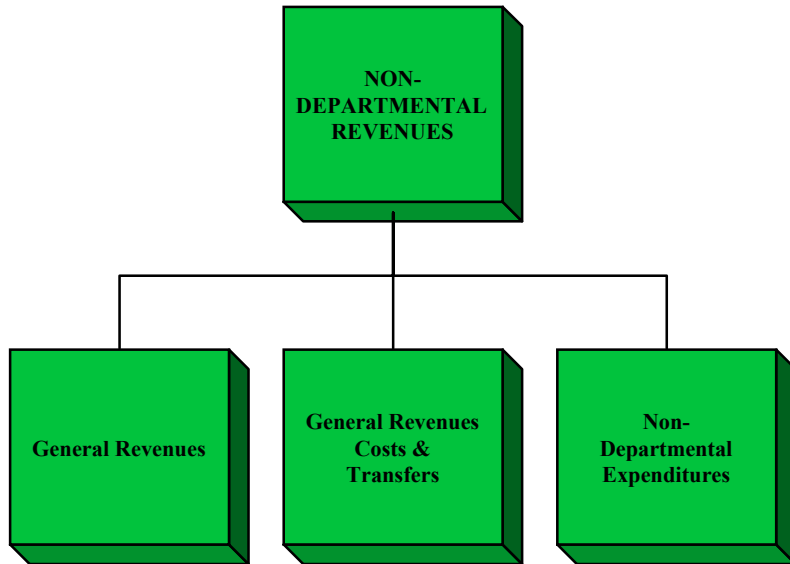 NON-
DEPARTMENTAL
REVENUES
General Revenues
General Revenues
Costs &
Transfers
Non-
Departmental
Expenditures